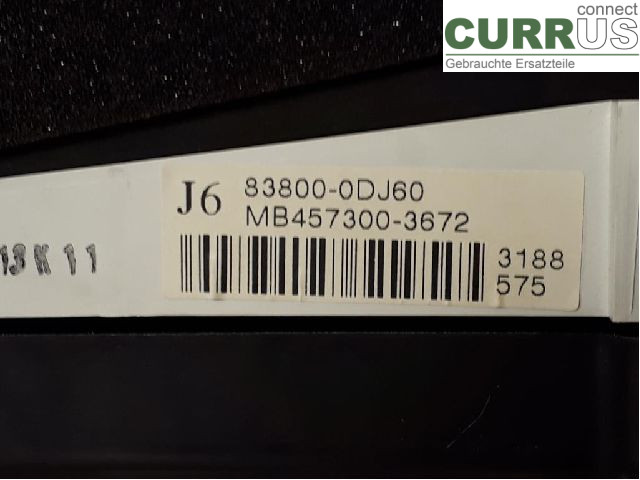 connect
CURRUS
Gebrauchte Ersatzteile
J6 83800-0DJ60
MB457300-3672
3188
575
13 K 11